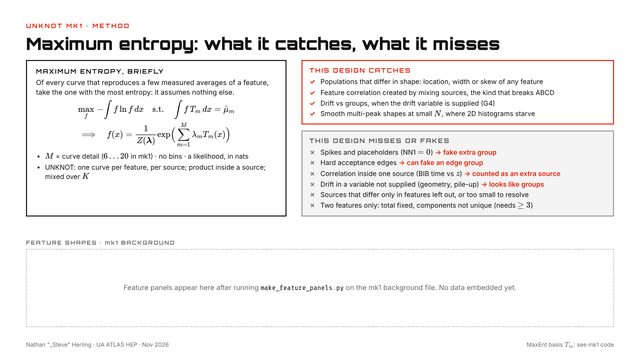 UNKNOT MK1 · METHOD
Maximum entropy: what it catches, what it misses
MAXIMUM ENTROPY, BRIEFLY
Of every curve that reproduces a few measured averages of a feature,
take the one with the most entropy: it assumes nothing else.
max_f − ∫ f ln f dx s.t. ∫ f T_m dx = μ̂_m
⟹ f(x) = 1/Z(λ) exp(∑_{m=1}^{M} λ_m T_m(x))
• M = curve detail (6…20 in mk1) · no bins · a likelihood, in nats
• UNKNOT: one curve per feature, per source; product inside a source;
mixed over K
THIS DESIGN CATCHES
✓ Populations that differ in shape: location, width or skew of any feature
✓ Feature correlation created by mixing sources, the kind that breaks ABCD
✓ Drift vs groups, when the drift variable is supplied (G4)
✓ Smooth multi-peak shapes at small N, where 2D histograms starve
THIS DESIGN MISSES OR FAKES
× Spikes and placeholders (NN1 = 0) → fake extra group
× Hard acceptance edges → can fake an edge group
× Correlation inside one source (BIB time vs z) → counted as an extra source
× Drift in a variable not supplied (geometry, pile-up) → looks like groups
× Sources that differ only in features left out, or too small to resolve
× Two features only: total fixed, components not unique (needs ≥ 3)
FEATURE SHAPES · mk1 BACKGROUND
Feature panels appear here after running make_feature_panels.py on the mk1 background file. No data embedded yet.
Nathan "_Steve" Herling · UA ATLAS HEP · Nov 2026
MaxEnt basis T_m: see mk1 code